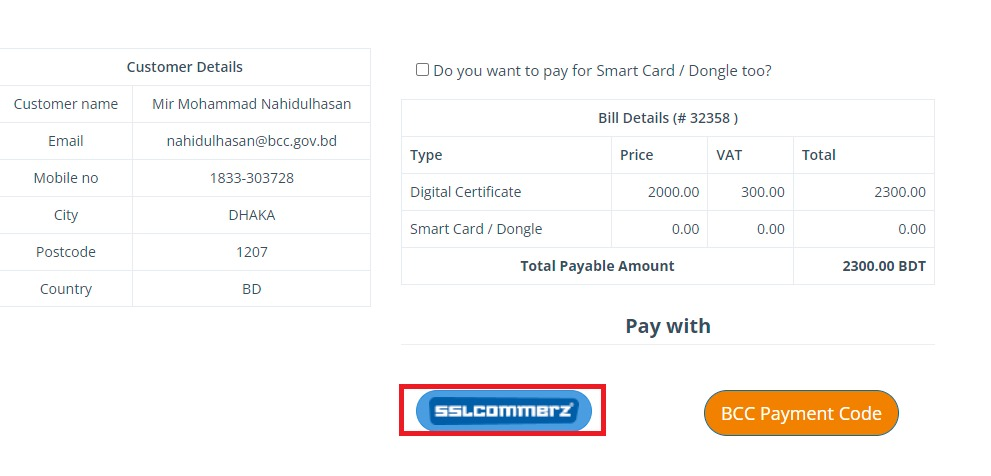 Customer Details
Customer name Mir Mohammad Nahidulhasan
Email nahidulhasan@bcc.gov.bd
Mobile no 1833-303728
City DHAKA
Postcode 1207
Country BD
Do you want to pay for Smart Card / Dongle too?
Bill Details (# 32358 )
Type Price VAT Total
Digital Certificate 2000.00 300.00 2300.00
Smart Card / Dongle 0.00 0.00 0.00
Total Payable Amount 2300.00 BDT
Pay with
SSLCOMMERZ
BCC Payment Code